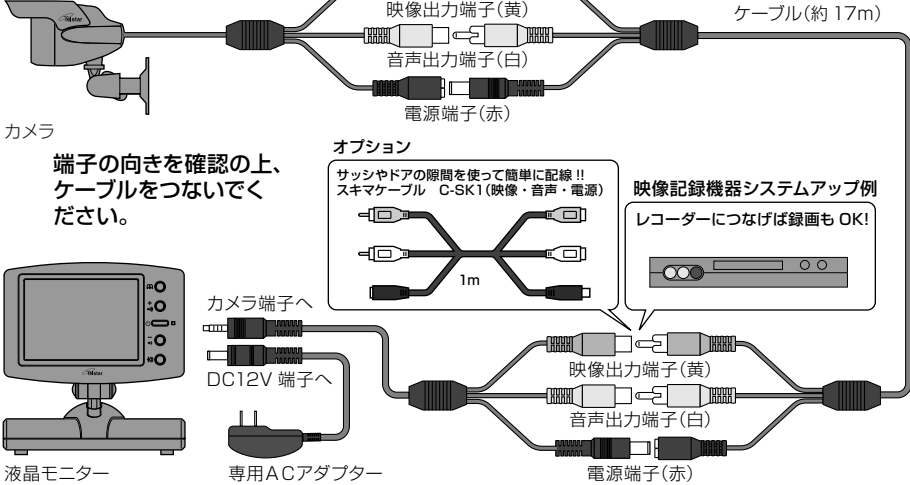 Telstar
映像出力端子(黄)
ケーブル(約17m)
音声出力端子(白)
電源端子(赤)
カメラ
端子の向きを確認の上、
ケーブルをつないでく
ださい。
オプション
サッシやドアの隙間を使って簡単に配線!!
スキマケーブル C-SK1(映像・音声・電源)
1m
映像記録機器システムアップ例
レコーダーにつなげば録画も OK!
カメラ端子へ
DC12V 端子へ
Telstar
映像出力端子(黄)
音声出力端子(白)
電源端子(赤)
液晶モニター
専用ACアダプター